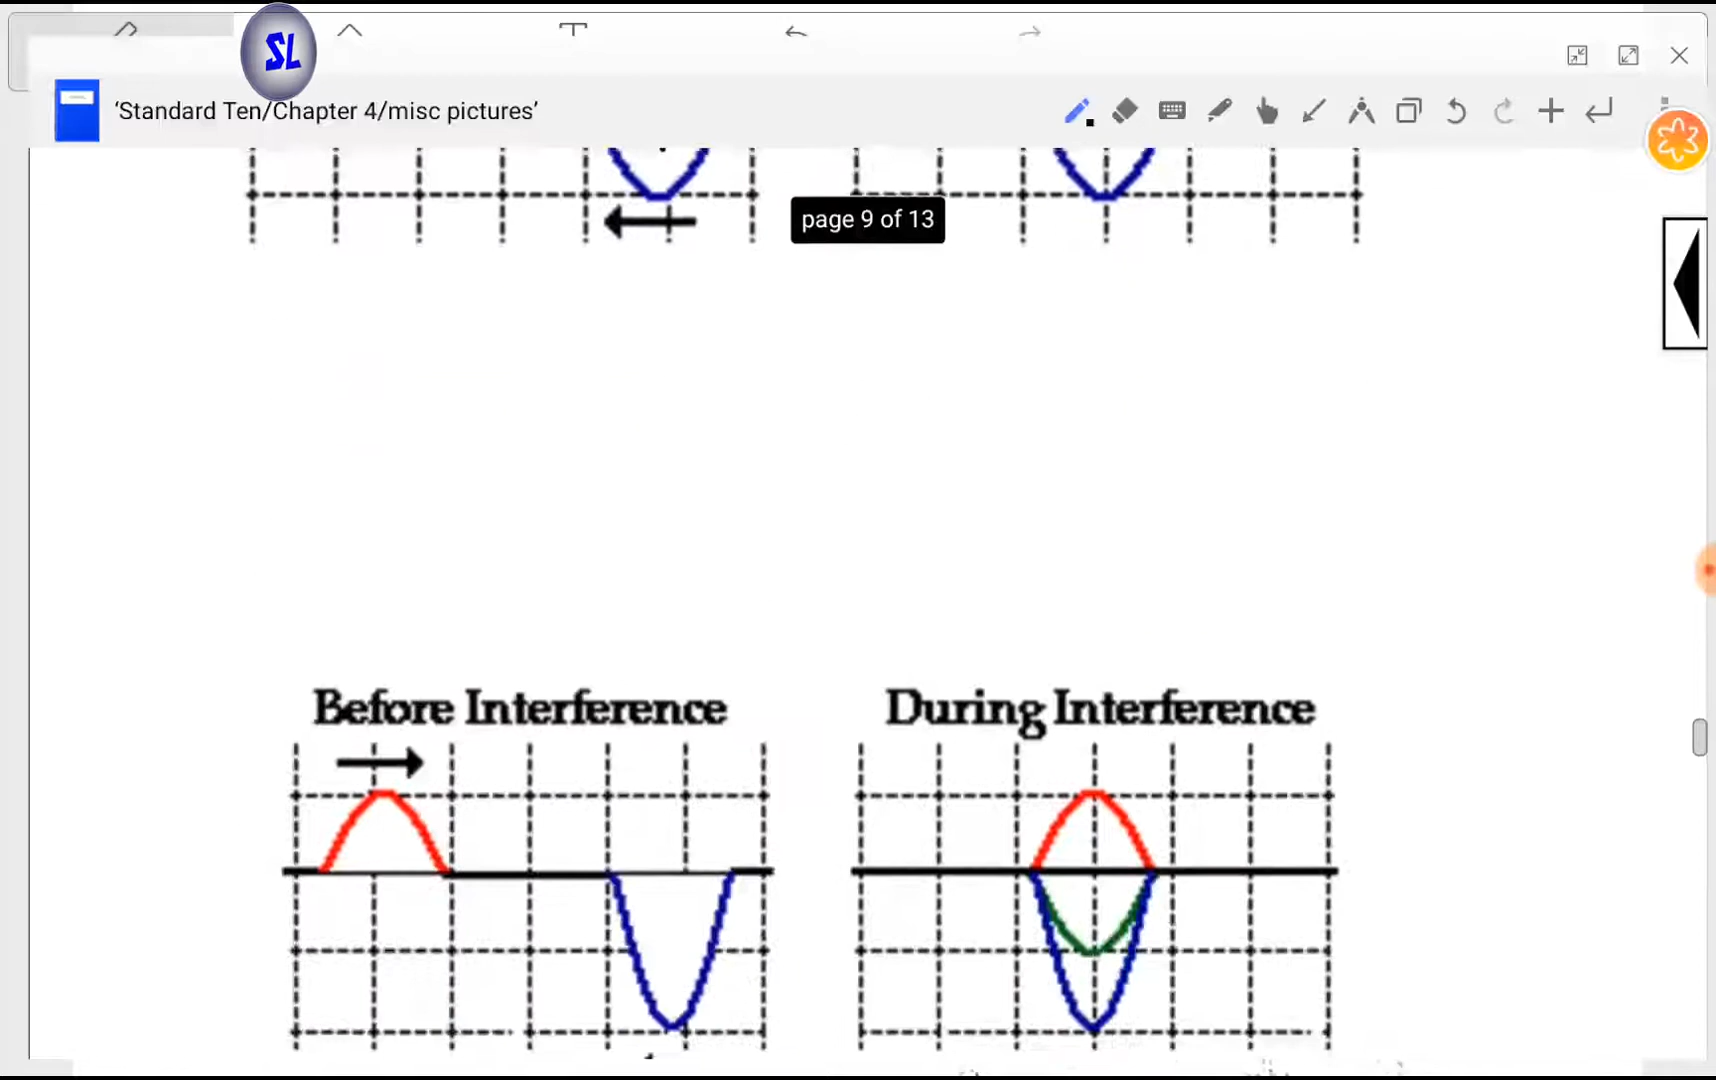 SL
‘Standard Ten/Chapter 4/misc pictures’
page 9 of 13
Before Interference
During Interference